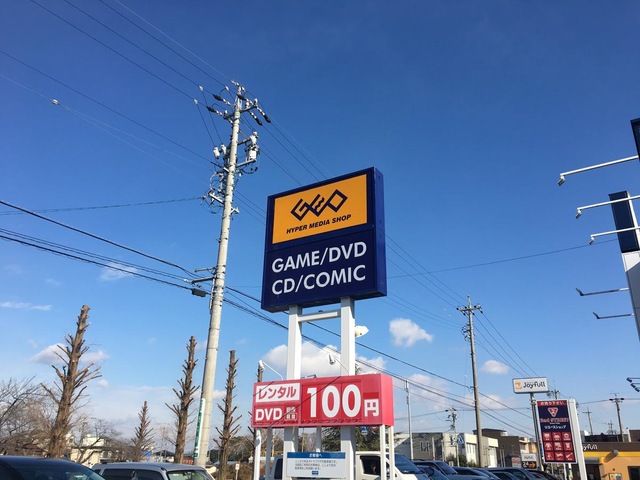 GEO
HYPER MEDIA SHOP
GAME/DVD
CD/COMIC
レンタル
DVD
100円
Joyfull